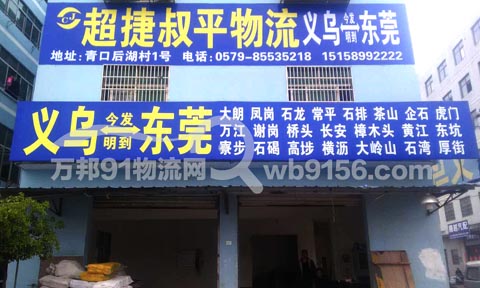 CJ 超捷叔平物流 义乌 今发 明到 东莞
地址:青口后湖村1号 电话:0579-85535218 15158992222
义乌 今发 明到 东莞
大朗 凤岗 石龙 常平 石排 茶山 企石 虎门
万江 谢岗 桥头 长安 樟木头 黄江 东坑
寮步 石碣 高埗 横沥 大岭山 石湾 厚街
万邦91物流网 wb9156.com